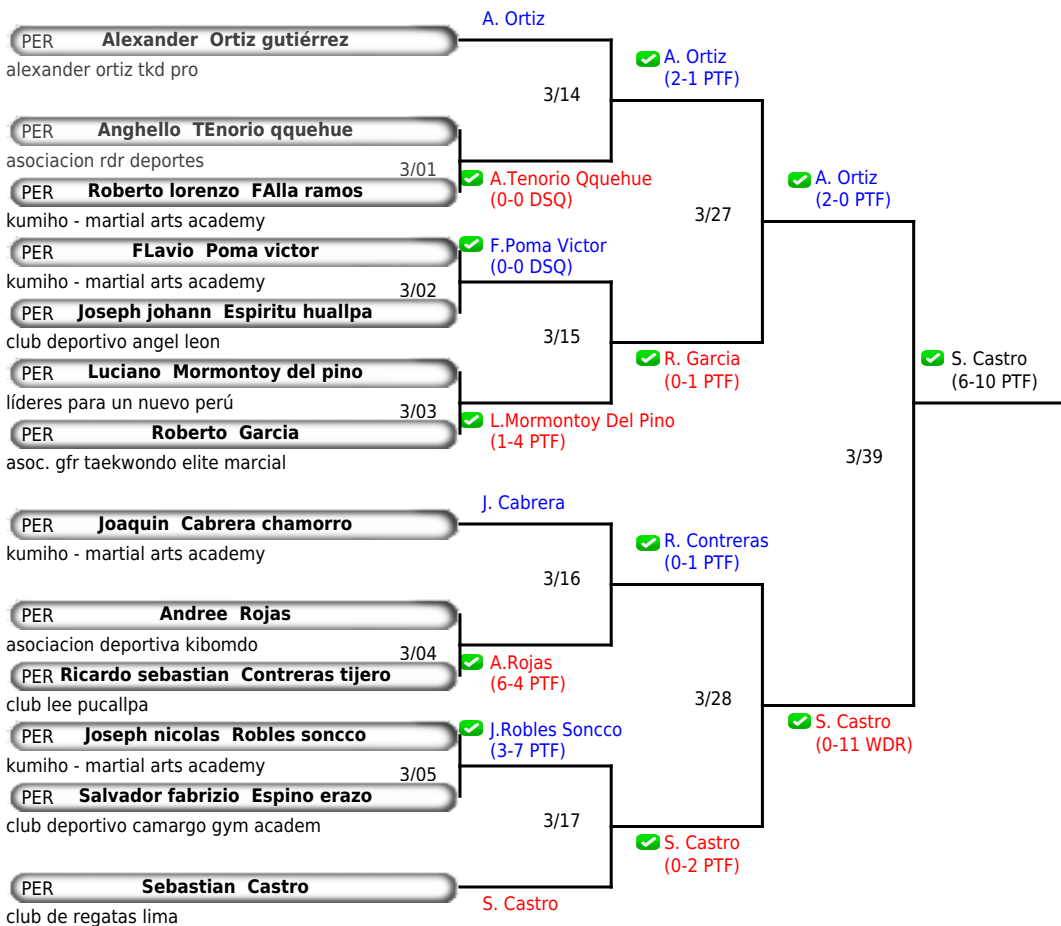 A. Ortiz
PER Alexander Ortiz gutiérrez
alexander ortiz tkd pro
A. Ortiz
(2-1 PTF)
3/14
PER Anghello TEnorio qquehue
asociacion rdr deportes
3/01
A.Tenorio Qquehue
(0-0 DSQ)
PER Roberto lorenzo FAlla ramos
kumiho - martial arts academy
A. Ortiz
(2-0 PTF)
3/27
PER FLavio Poma victor
F.Poma Victor
(0-0 DSQ)
kumiho - martial arts academy
3/02
PER Joseph johann Espiritu huallpa
club deportivo angel leon
3/15
R. Garcia
(0-1 PTF)
S. Castro
(6-10 PTF)
PER Luciano Mormontoy del pino
líderes para un nuevo perú
3/03
L.Mormontoy Del Pino
(1-4 PTF)
PER Roberto Garcia
asoc. gfr taekwondo elite marcial
3/39
J. Cabrera
PER Joaquin Cabrera chamorro
kumiho - martial arts academy
R. Contreras
(0-1 PTF)
3/16
PER Andree Rojas
asociacion deportiva kibomdo
3/04
A.Rojas
(6-4 PTF)
PER Ricardo sebastian Contreras tijero
club lee pucallpa
3/28
S. Castro
(0-11 WDR)
PER Joseph nicolas Robles soncco
J.Robles Soncco
(3-7 PTF)
kumiho - martial arts academy
3/05
PER Salvador fabrizio Espino erazo
club deportivo camargo gym academ
3/17
S. Castro
(0-2 PTF)
PER Sebastian Castro
S. Castro
club de regatas lima